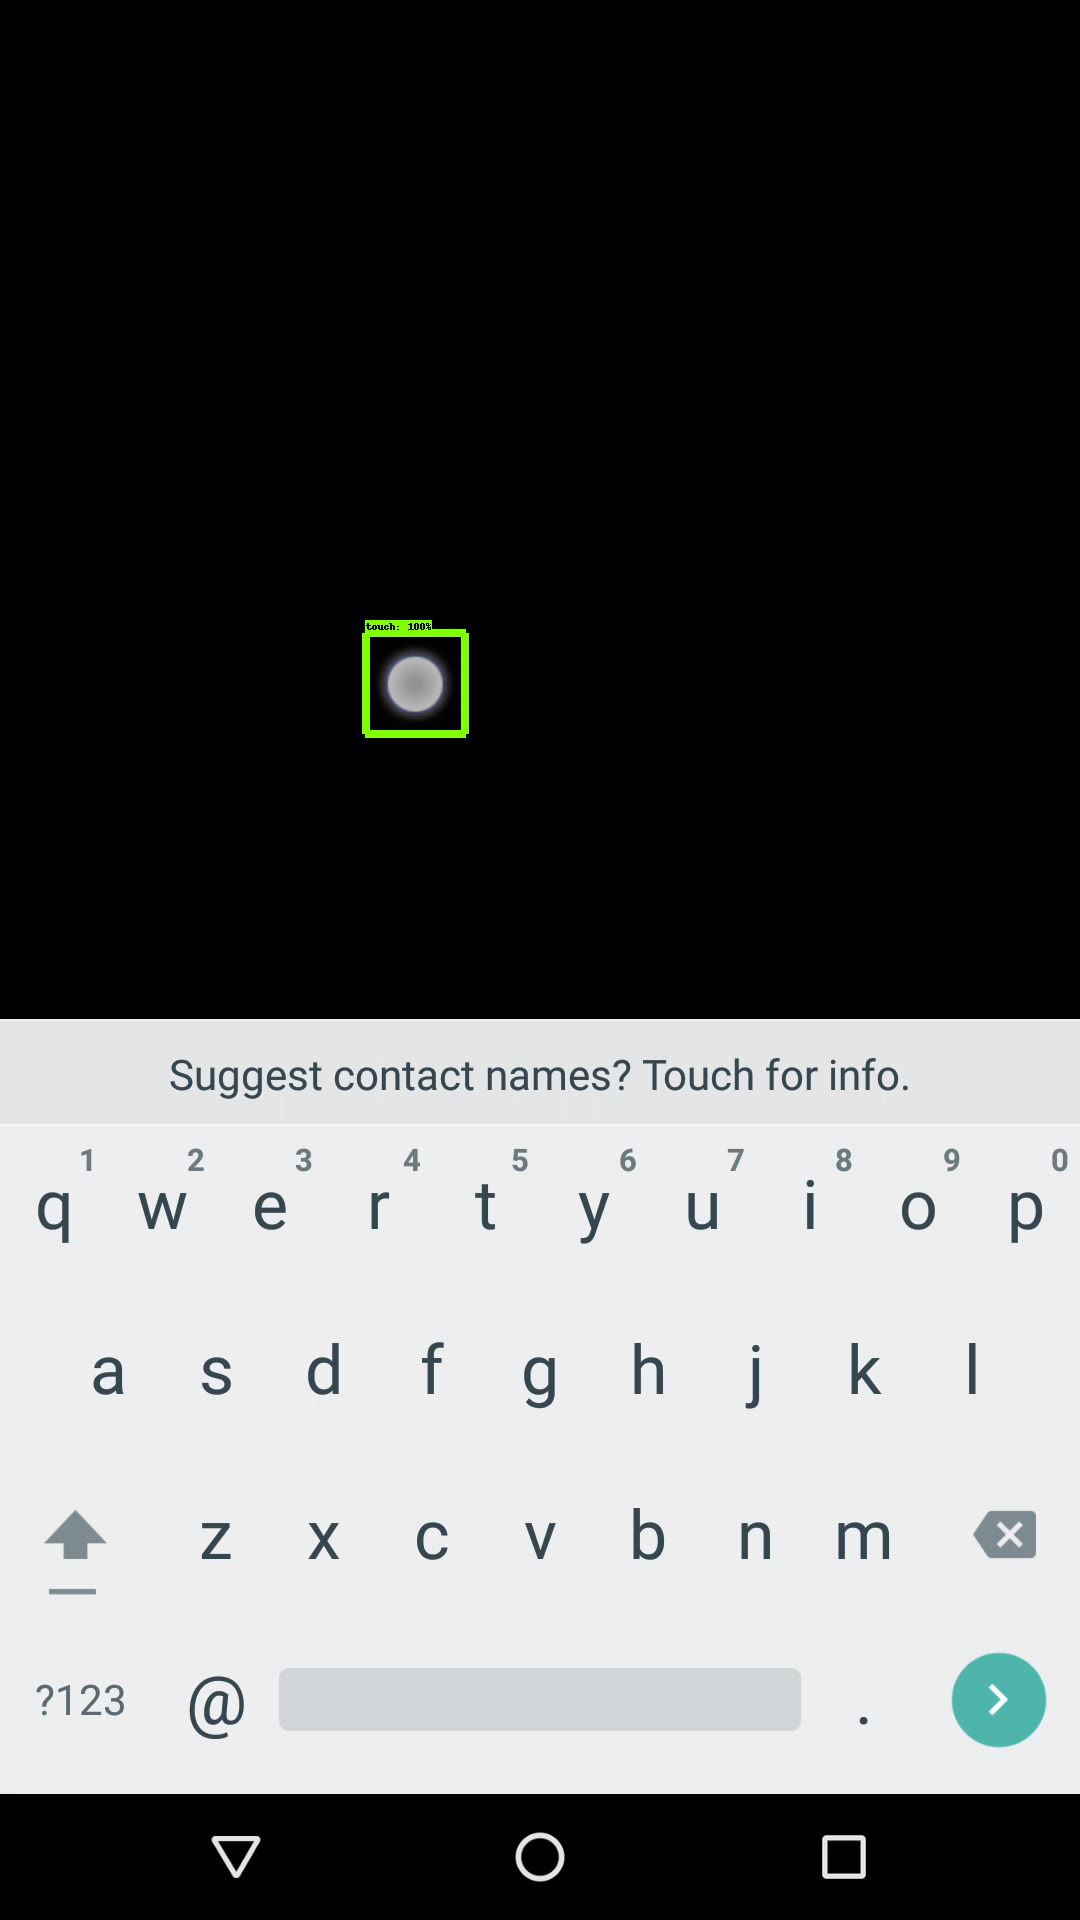 touch: 100%
Suggest contact names? Touch for info.
1 2 3 4 5 6 7 8 9 0
q w e r t y u i o p
a s d f g h j k l
z x c v b n m
?123 @ .